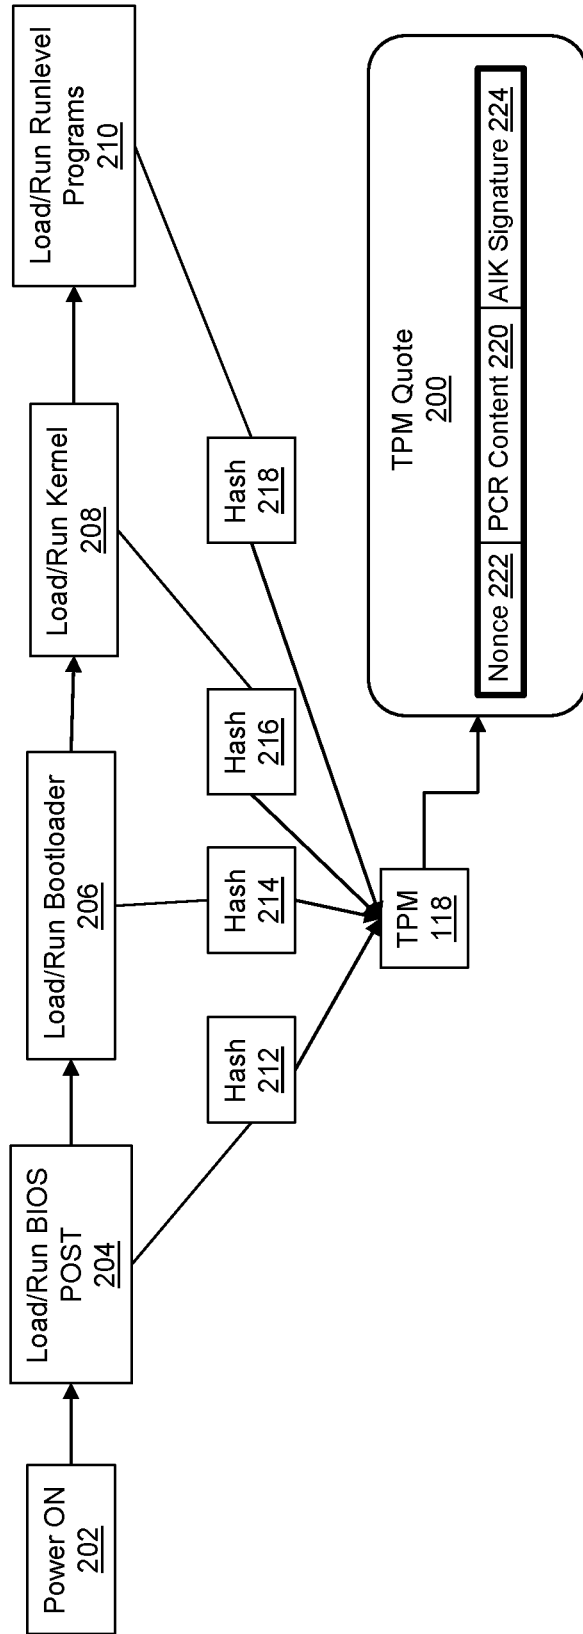 Power ON
202
Load/Run BIOS
POST
204
Load/Run Bootloader
206
Load/Run Kernel
208
Load/Run Runlevel
Programs
210
Hash
212
Hash
214
Hash
216
Hash
218
TPM
118
TPM Quote
200
Nonce 222
PCR Content 220
AIK Signature 224